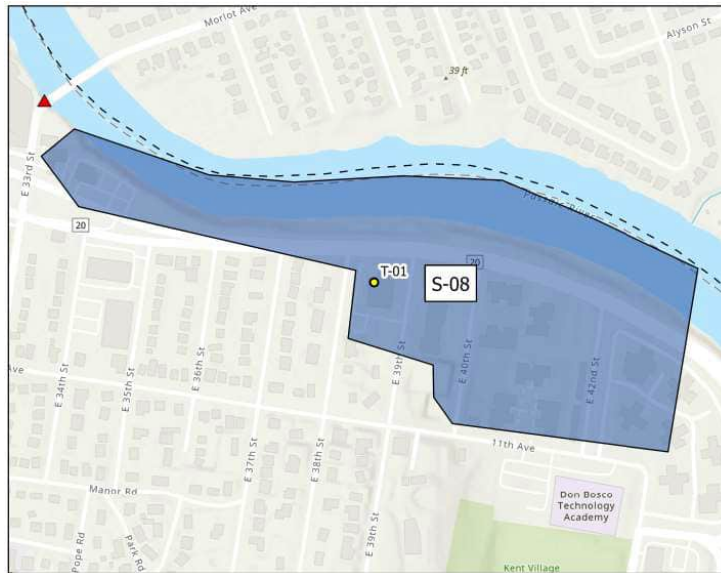 Morlot Ave
Alyson St
39 ft
E 33rd St
Passaic River
20
20
T-01
S-08
E 39th St
E 40th St
E 42nd St
E 36th St
E 34th St
E 35th St
E 37th St
E 38th St
Ave
11th Ave
Manor Rd
Don Bosco
Technology
Academy
E 39th St
Pope Rd
Park Rd
Kent Village